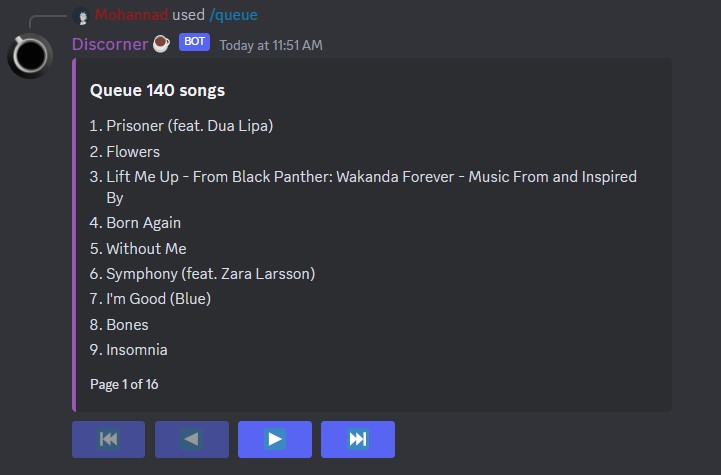 Mohannad used /queue
Discorner ☕ BOT Today at 11:51 AM
Queue 140 songs
1. Prisoner (feat. Dua Lipa)
2. Flowers
3. Lift Me Up - From Black Panther: Wakanda Forever - Music From and Inspired
By
4. Born Again
5. Without Me
6. Symphony (feat. Zara Larsson)
7. I'm Good (Blue)
8. Bones
9. Insomnia
Page 1 of 16